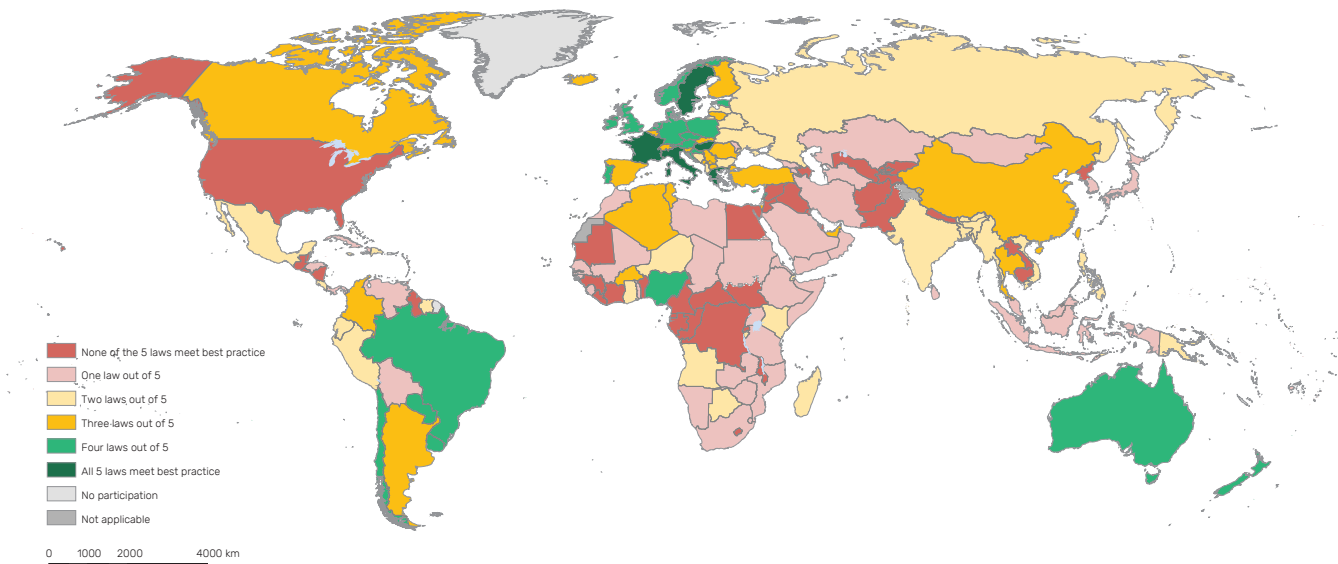 None of the 5 laws meet best practice
One law out of 5
Two laws out of 5
Three laws out of 5
Four laws out of 5
All 5 laws meet best practice
No participation
Not applicable
0 1000 2000 4000 km